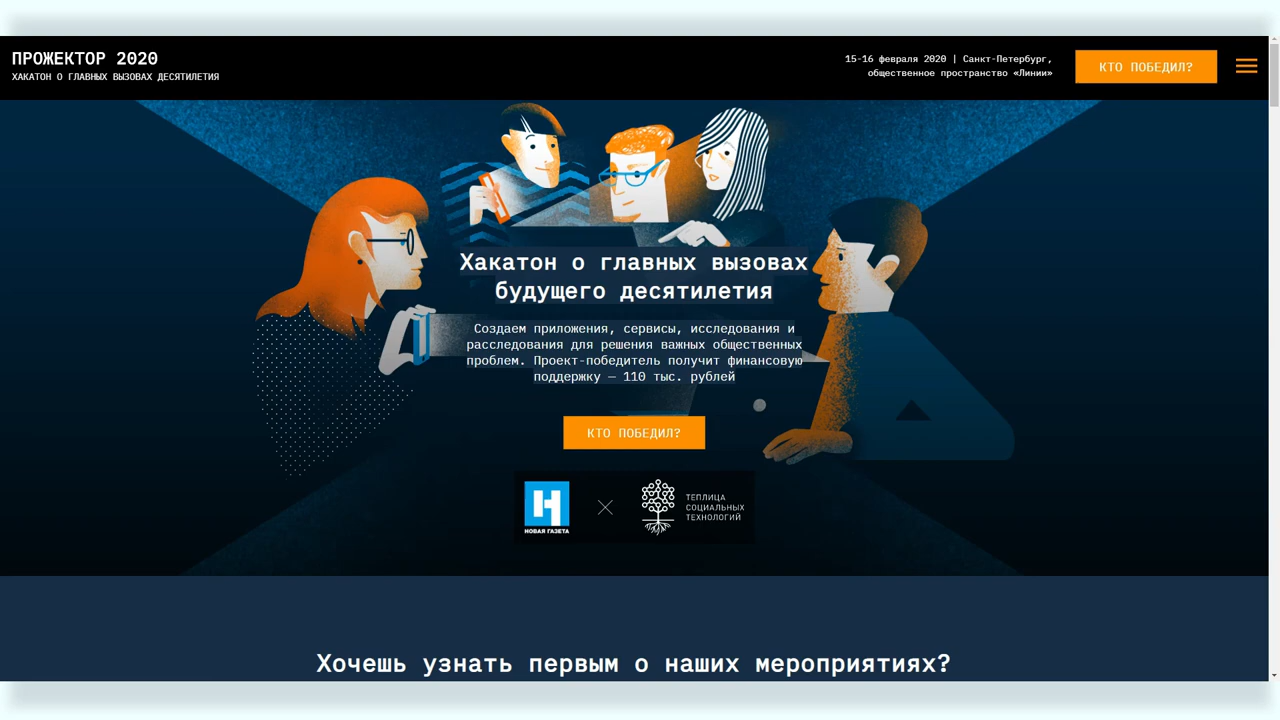 ПРОЖЕКТОР 2020
ХАКАТОН О ГЛАВНЫХ ВЫЗОВАХ ДЕСЯТИЛЕТИЯ
15-16 февраля 2020 | Санкт-Петербург,
общественное пространство «Линии»
КТО ПОБЕДИЛ?
Хакатон о главных вызовах
будущего десятилетия
Создаем приложения, сервисы, исследования и
расследования для решения важных общественных
проблем. Проект-победитель получит финансовую
поддержку — 110 тыс. рублей
КТО ПОБЕДИЛ?
НОВАЯ ГАЗЕТА
ТЕПЛИЦА
СОЦИАЛЬНЫХ
ТЕХНОЛОГИЙ
Хочешь узнать первым о наших мероприятиях?